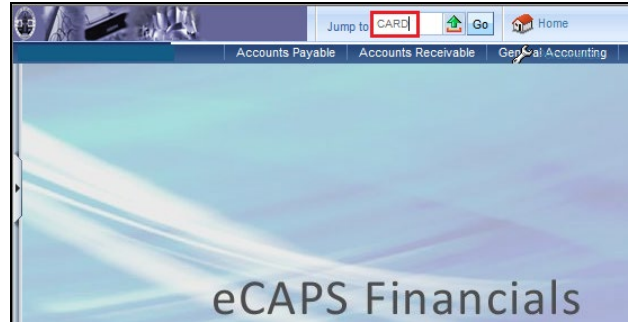 Jump to CARD Go Home
Accounts Payable Accounts Receivable General Accounting
eCAPS Financials